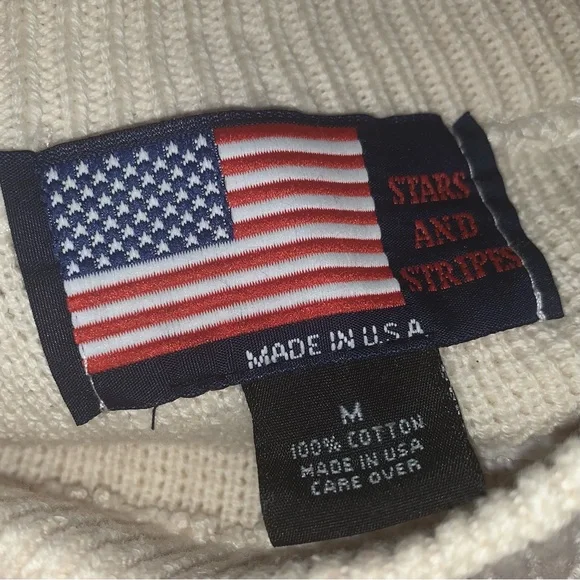 STARS
AND
STRIPES
MADE IN U.S.A
M
100% COTTON
MADE IN USA
CARE OVER